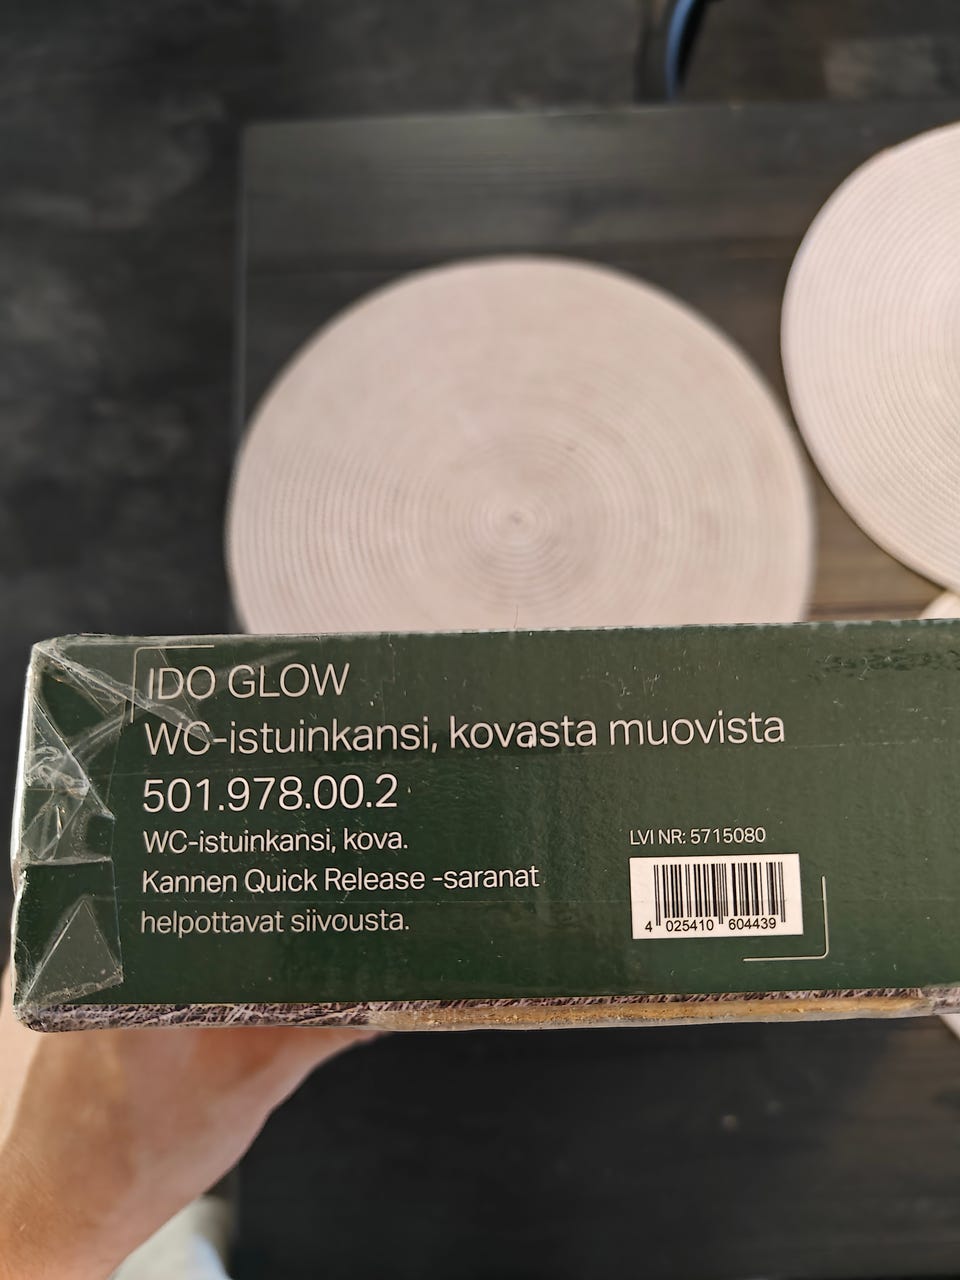 IDO GLOW
WC-istuinkansi, kovasta muovista
501.978.00.2
WC-istuinkansi, kova.
Kannen Quick Release -saranat
helpottavat siivousta.
LVI NR: 5715080
4 025410 604439